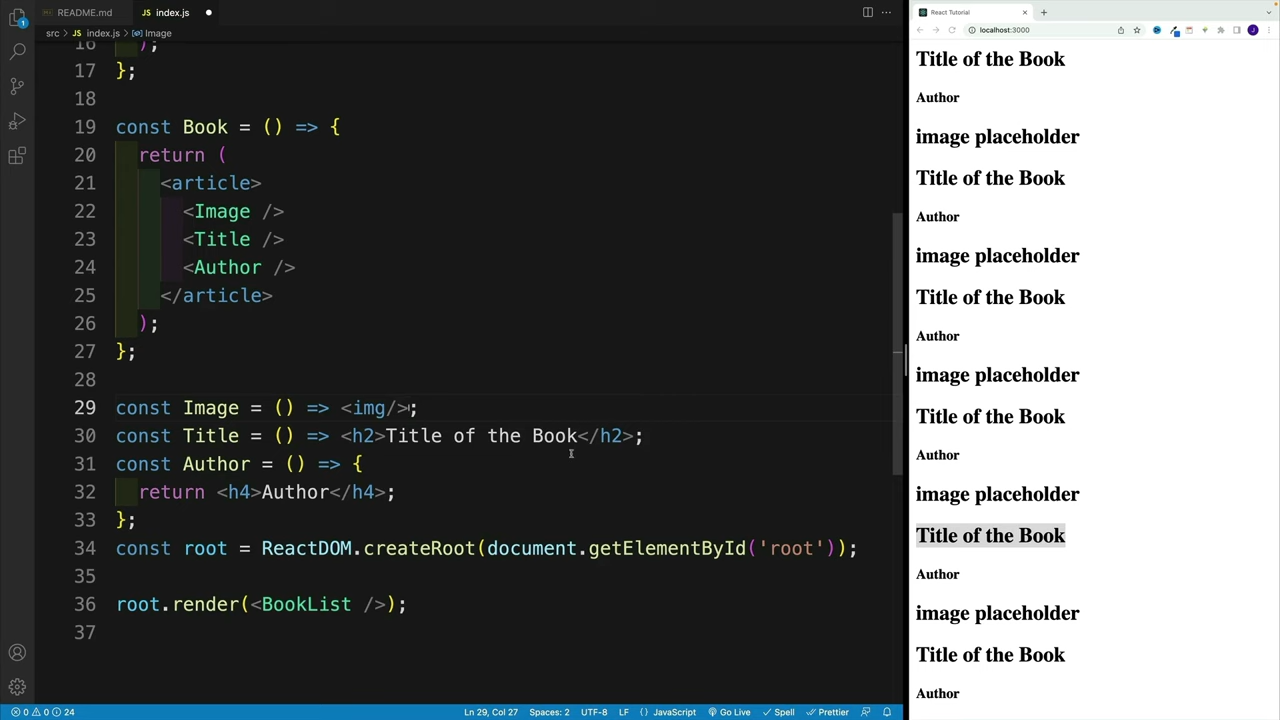 README.md
index.js
src > index.js > Image
16
);
17 };
18
19 const Book = () => {
20 return (
21 <article>
22 <Image />
23 <Title />
24 <Author />
25 </article>
26 );
27 };
28
29 const Image = () => <img/>;
30 const Title = () => <h2>Title of the Book</h2>;
31 const Author = () => {
32 return <h4>Author</h4>;
33 };
34 const root = ReactDOM.createRoot(document.getElementById('root'));
35
36 root.render(<BookList />);
37
1
0 0 24
Ln 29, Col 27 Spaces: 2 UTF-8 LF {} JavaScript Go Live Spell Prettier
React Tutorial
localhost:3000
J
Title of the Book
Author
image placeholder
Title of the Book
Author
image placeholder
Title of the Book
Author
image placeholder
Title of the Book
Author
image placeholder
Title of the Book
Author
image placeholder
Title of the Book
Author